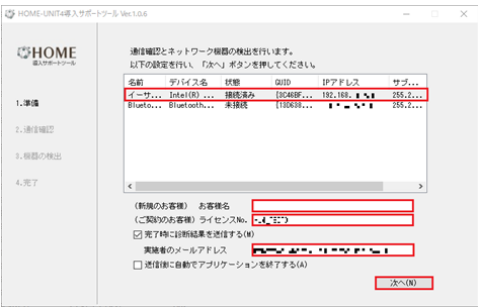 HOME-UNIT4導入サポートツール Ver.1.0.6
HOME
導入サポートツール
1.準備
2.通信確認
3.機器の検出
4.完了
通信確認とネットワーク機器の検出を行います。
以下の設定を行い、「次へ」ボタンを押してください。
名前 デバイス名 状態 GUID IPアドレス サブ...
イーサ... Intel(R) ... 接続済み {3C46BF... 192.168. 255.2...
Blueto... Bluetooth... 未接続 {13D638... 255.2...
(新規のお客様) お客様名
(ご契約のお客様) ライセンスNo.
完了時に診断結果を送信する(M)
実施者のメールアドレス
送信後に自動でアプリケーションを終了する(A)
次へ(N)